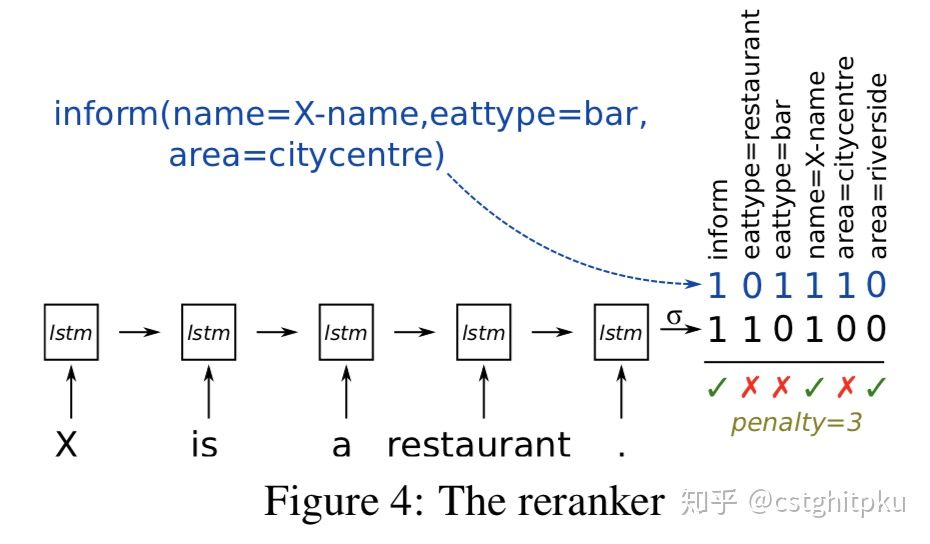 inform(name=X-name,eattype=bar,
area=citycentre)
inform
eattype=restaurant
eattype=bar
name=X-name
area=citycentre
area=riverside
1 0 1 1 1 0
lstm lstm lstm lstm lstm σ 1 1 0 1 0 0
✓ ✗ ✗ ✓ ✗ ✓
penalty=3
X is a restaurant .
Figure 4: The reranker
知乎 @cstghitpku